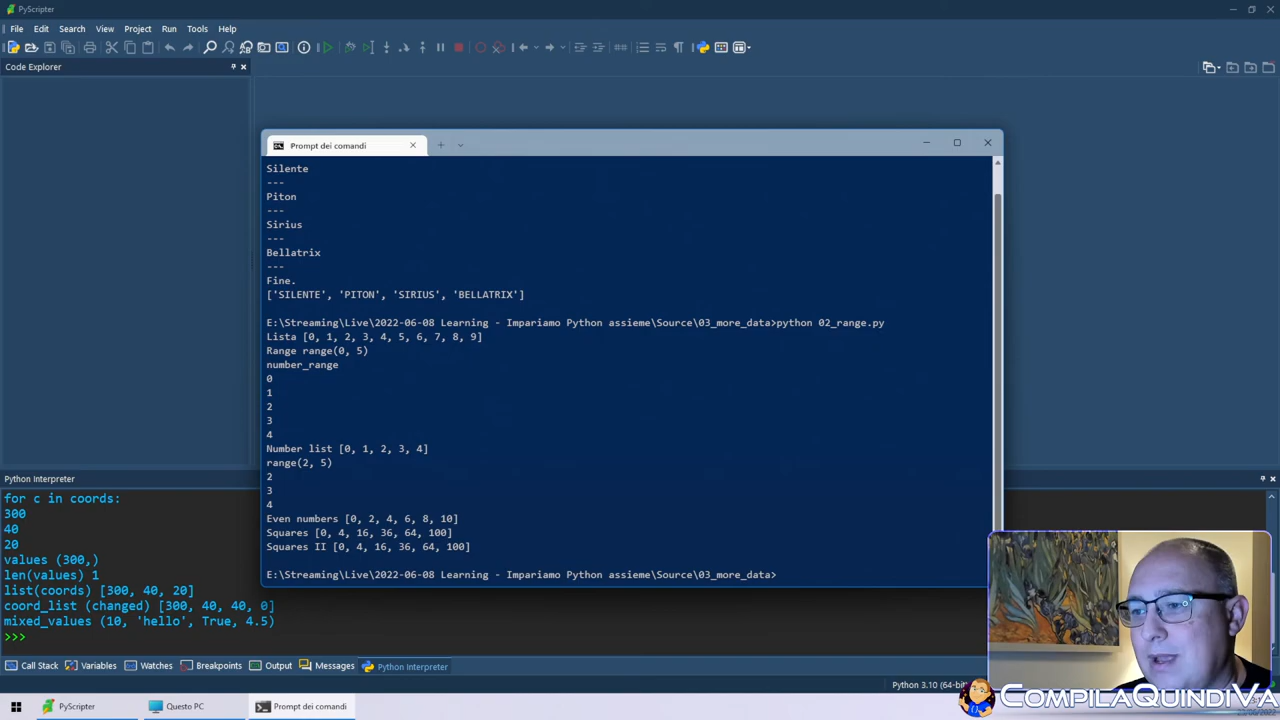 PyScripter
File Edit Search View Project Run Tools Help
Code Explorer
Prompt dei comandi
Silente
---
Piton
---
Sirius
---
Bellatrix
---
Fine.
['SILENTE', 'PITON', 'SIRIUS', 'BELLATRIX']
E:\Streaming\Live\2022-06-08 Learning - Impariamo Python assieme\Source\03_more_data>python 02_range.py
Lista [0, 1, 2, 3, 4, 5, 6, 7, 8, 9]
Range range(0, 5)
number_range
0
1
2
3
4
Number list [0, 1, 2, 3, 4]
range(2, 5)
2
3
4
Even numbers [0, 2, 4, 6, 8, 10]
Squares [0, 4, 16, 36, 64, 100]
Squares II [0, 4, 16, 36, 64, 100]
E:\Streaming\Live\2022-06-08 Learning - Impariamo Python assieme\Source\03_more_data>
Python Interpreter
for c in coords:
300
40
20
values (300,)
len(values) 1
list(coords) [300, 40, 20]
coord_list (changed) [300, 40, 40, 0]
mixed_values (10, 'hello', True, 4.5)
>>>
Call Stack Variables Watches Breakpoints Output Messages Python Interpreter
Python 3.10 (64-bit)
COMPILAQUINDIVA
PyScripter Questo PC Prompt dei comandi